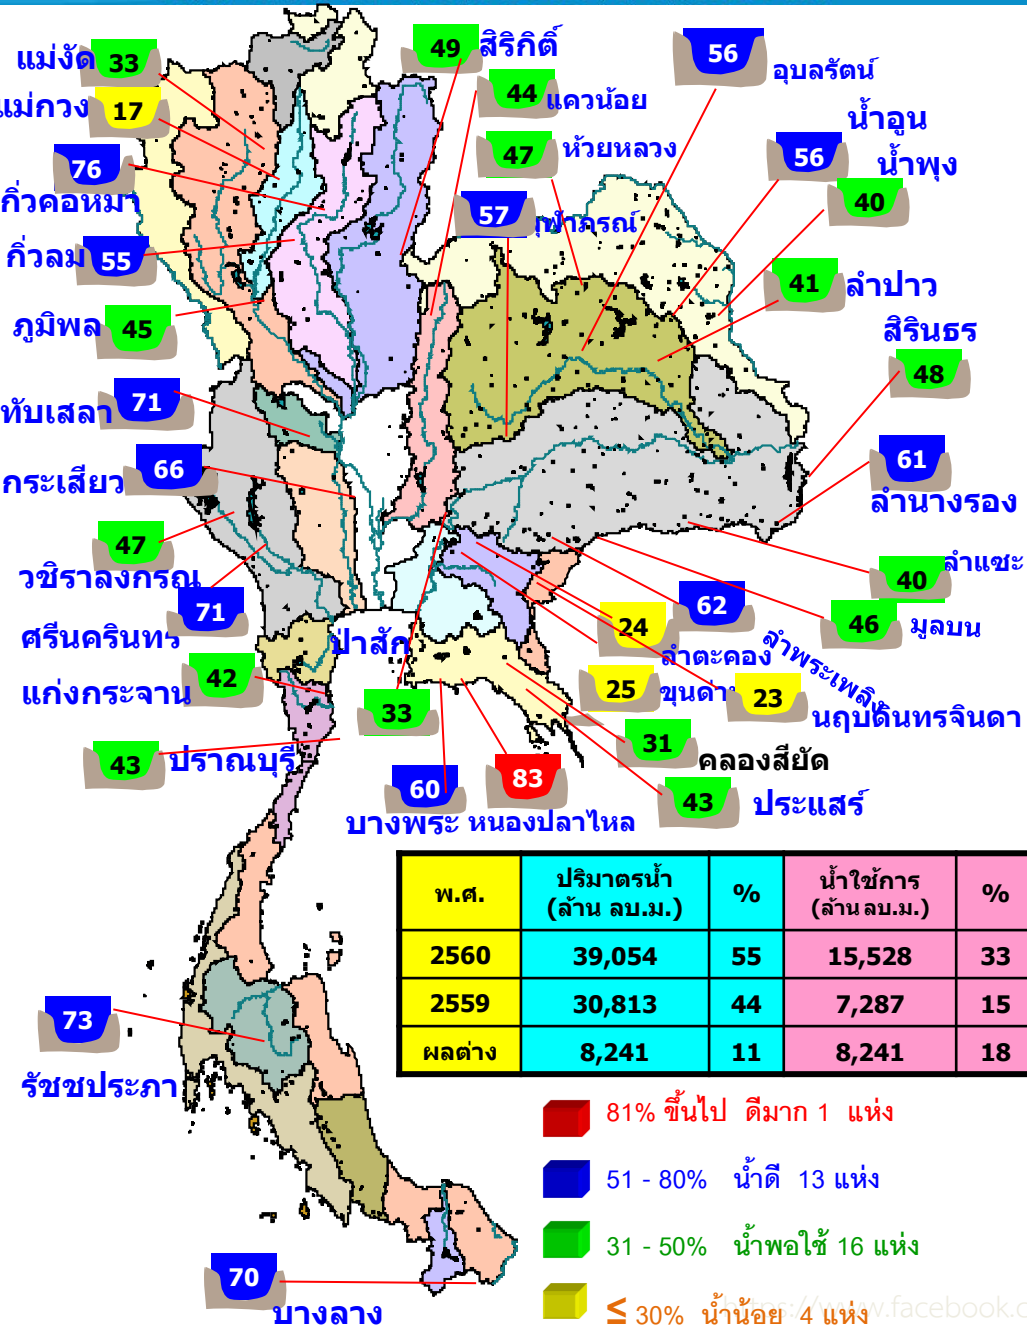 แม่งัด 33
49 สิริกิติ์
56 อุบลรัตน์
แม่กวง 17
44 แควน้อย
น้ำอูน
56
47 ห้วยหลวง
น้ำพุง
76
40
กิ่วคอหมา
57 จุฬาภรณ์
กิ่วลม 55
41 ลำปาว
ภูมิพล 45
สิรินธร
48
ทับเสลา 71
กระเสียว 66
61
ลำนางรอง
47
วชิราลงกรณ
40 ลำแชะ
71
ศรีนครินทร์
62
46 มูลบน
ป่าสัก
24
ลำตะคอง
ลำพระเพลิง
แก่งกระจาน 42
25 ขุนด่าน
23
นฤบดินทรจินดา
33
43 ปราณบุรี
31
คลองสียัด
60
83
43 ประแสร์
บางพระ หนองปลาไหล
พ.ศ. ปริมาตรน้ำ (ล้าน ลบ.ม.) % น้ำใช้การ (ล้าน ลบ.ม.) %
2560 39,054 55 15,528 33
2559 30,813 44 7,287 15
ผลต่าง 8,241 11 8,241 18
73
รัชชประภา
81% ขึ้นไป ดีมาก 1 แห่ง
51 - 80% น้ำดี 13 แห่ง
31 - 50% น้ำพอใช้ 16 แห่ง
≤ 30% น้ำน้อย 4 แห่ง
70
บางลาง